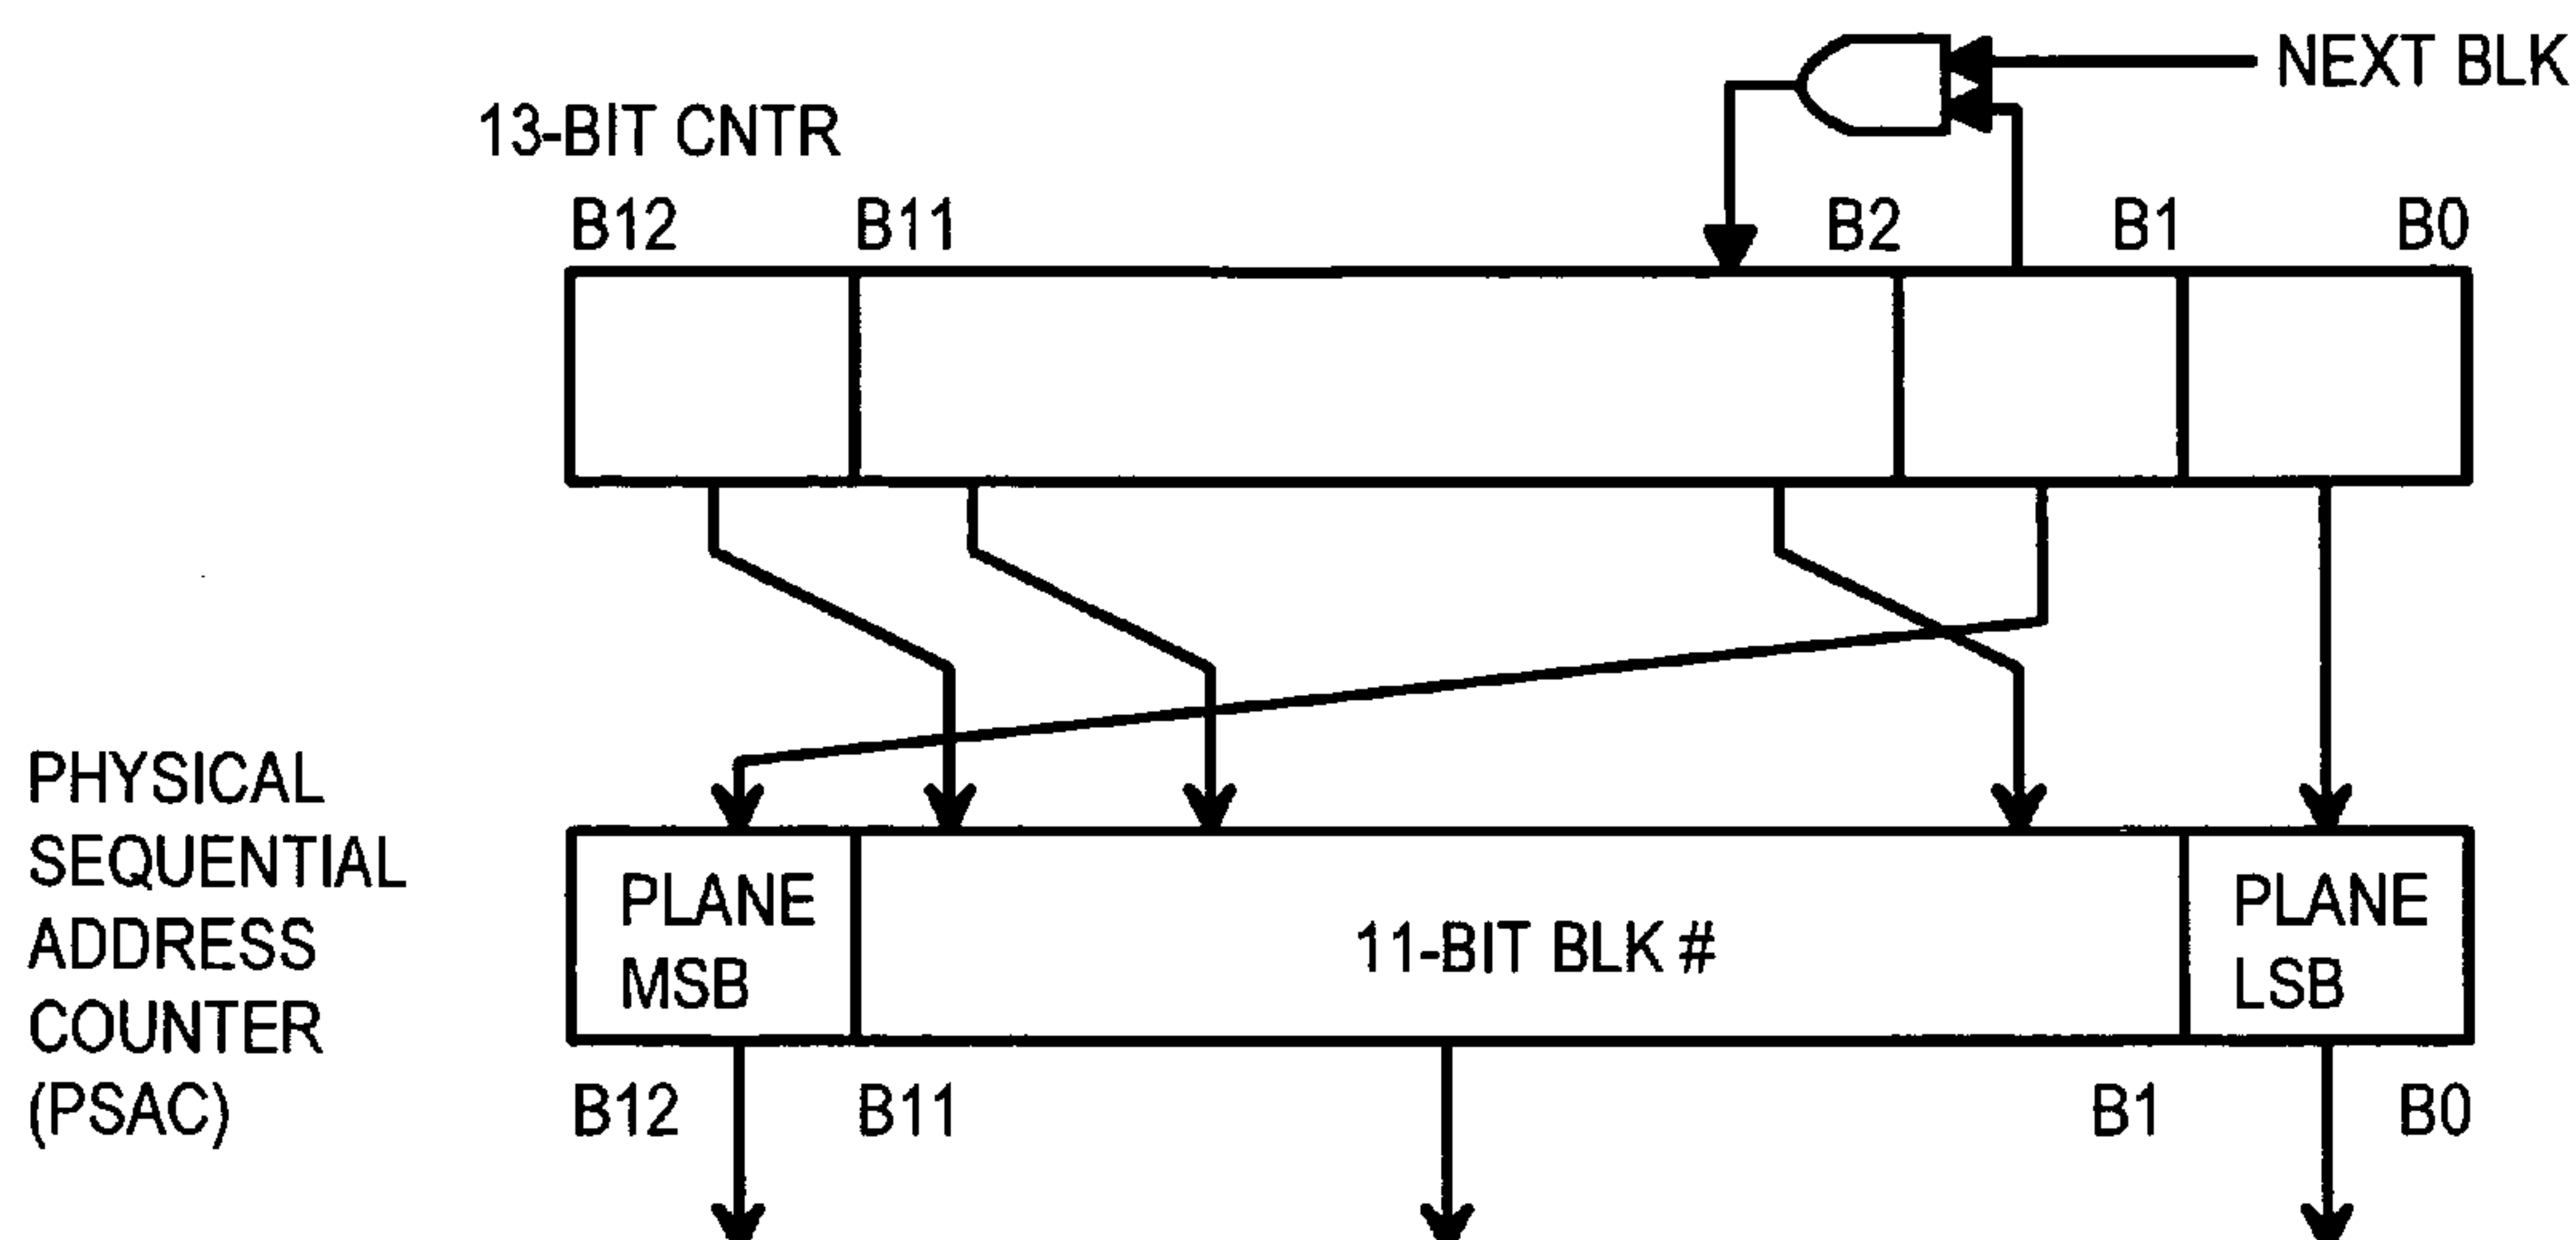 NEXT BLK
13-BIT CNTR
B12 B11 B2 B1 B0
PHYSICAL
SEQUENTIAL
ADDRESS
COUNTER
(PSAC)
PLANE
MSB
11-BIT BLK #
PLANE
LSB
B12 B11 B1 B0